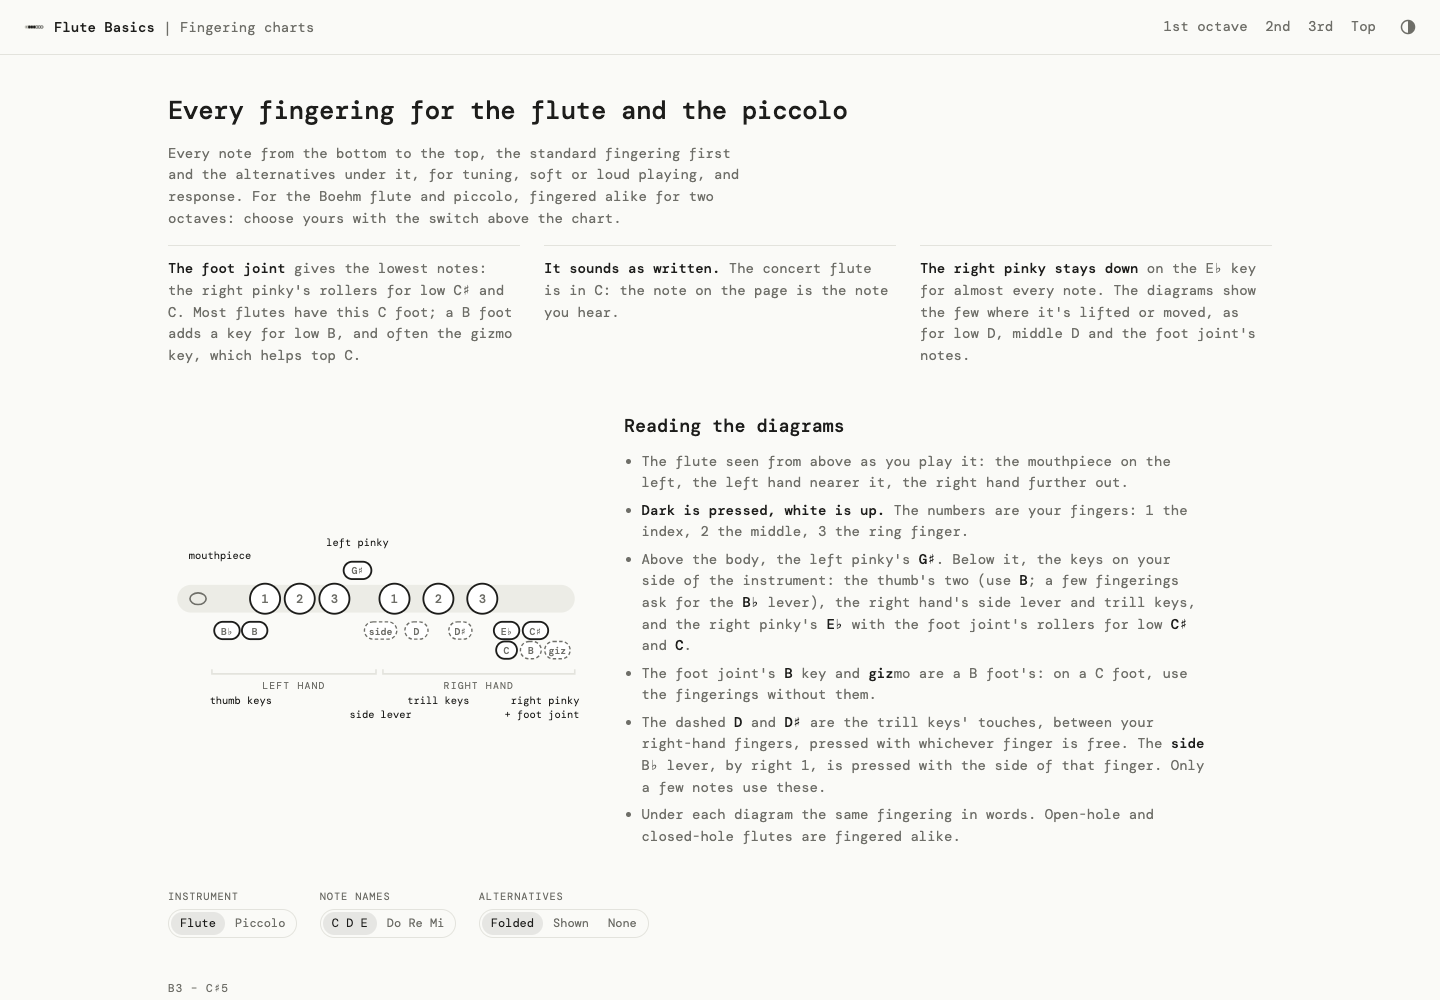 Flute Basics | Fingering charts
1st octave 2nd 3rd Top
Every fingering for the flute and the piccolo
Every note from the bottom to the top, the standard fingering first
and the alternatives under it, for tuning, soft or loud playing, and
response. For the Boehm flute and piccolo, fingered alike for two
octaves: choose yours with the switch above the chart.
The foot joint gives the lowest notes:
the right pinky's rollers for low C♯ and
C. Most flutes have this C foot; a B foot
adds a key for low B, and often the gizmo
key, which helps top C.
It sounds as written. The concert flute
is in C: the note on the page is the note
you hear.
The right pinky stays down on the E♭ key
for almost every note. The diagrams show
the few where it's lifted or moved, as
for low D, middle D and the foot joint's
notes.
left pinky
mouthpiece
G♯
1 2 3 1 2 3
B♭ B side D D♯ E♭ C♯
C B giz
LEFT HAND RIGHT HAND
thumb keys trill keys right pinky
side lever + foot joint
Reading the diagrams
• The flute seen from above as you play it: the mouthpiece on the
left, the left hand nearer it, the right hand further out.
• Dark is pressed, white is up. The numbers are your fingers: 1 the
index, 2 the middle, 3 the ring finger.
• Above the body, the left pinky's G♯. Below it, the keys on your
side of the instrument: the thumb's two (use B; a few fingerings
ask for the B♭ lever), the right hand's side lever and trill keys,
and the right pinky's E♭ with the foot joint's rollers for low C♯
and C.
• The foot joint's B key and gizmo are a B foot's: on a C foot, use
the fingerings without them.
• The dashed D and D♯ are the trill keys' touches, between your
right-hand fingers, pressed with whichever finger is free. The side
B♭ lever, by right 1, is pressed with the side of that finger. Only
a few notes use these.
• Under each diagram the same fingering in words. Open-hole and
closed-hole flutes are fingered alike.
INSTRUMENT NOTE NAMES ALTERNATIVES
Flute Piccolo C D E Do Re Mi Folded Shown None
B3 – C♯5